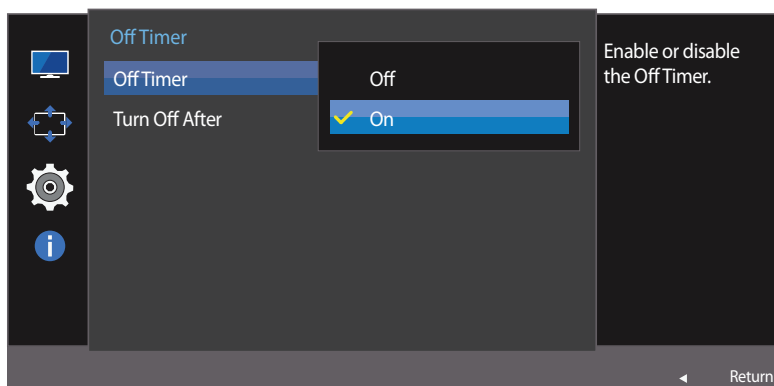 Off Timer
Off Timer
Off
Enable or disable
the Off Timer.
Turn Off After
On
Return